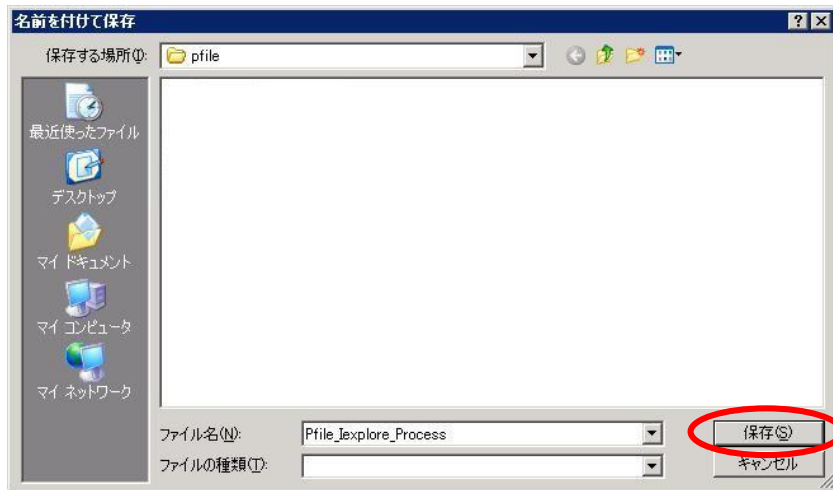 名前を付けて保存
保存する場所(I): pfile
最近使ったファイル
デスクトップ
マイ ドキュメント
マイ コンピュータ
マイ ネットワーク
ファイル名(N): Pfile_Iexplore_Process 保存(S)
ファイルの種類(T): キャンセル